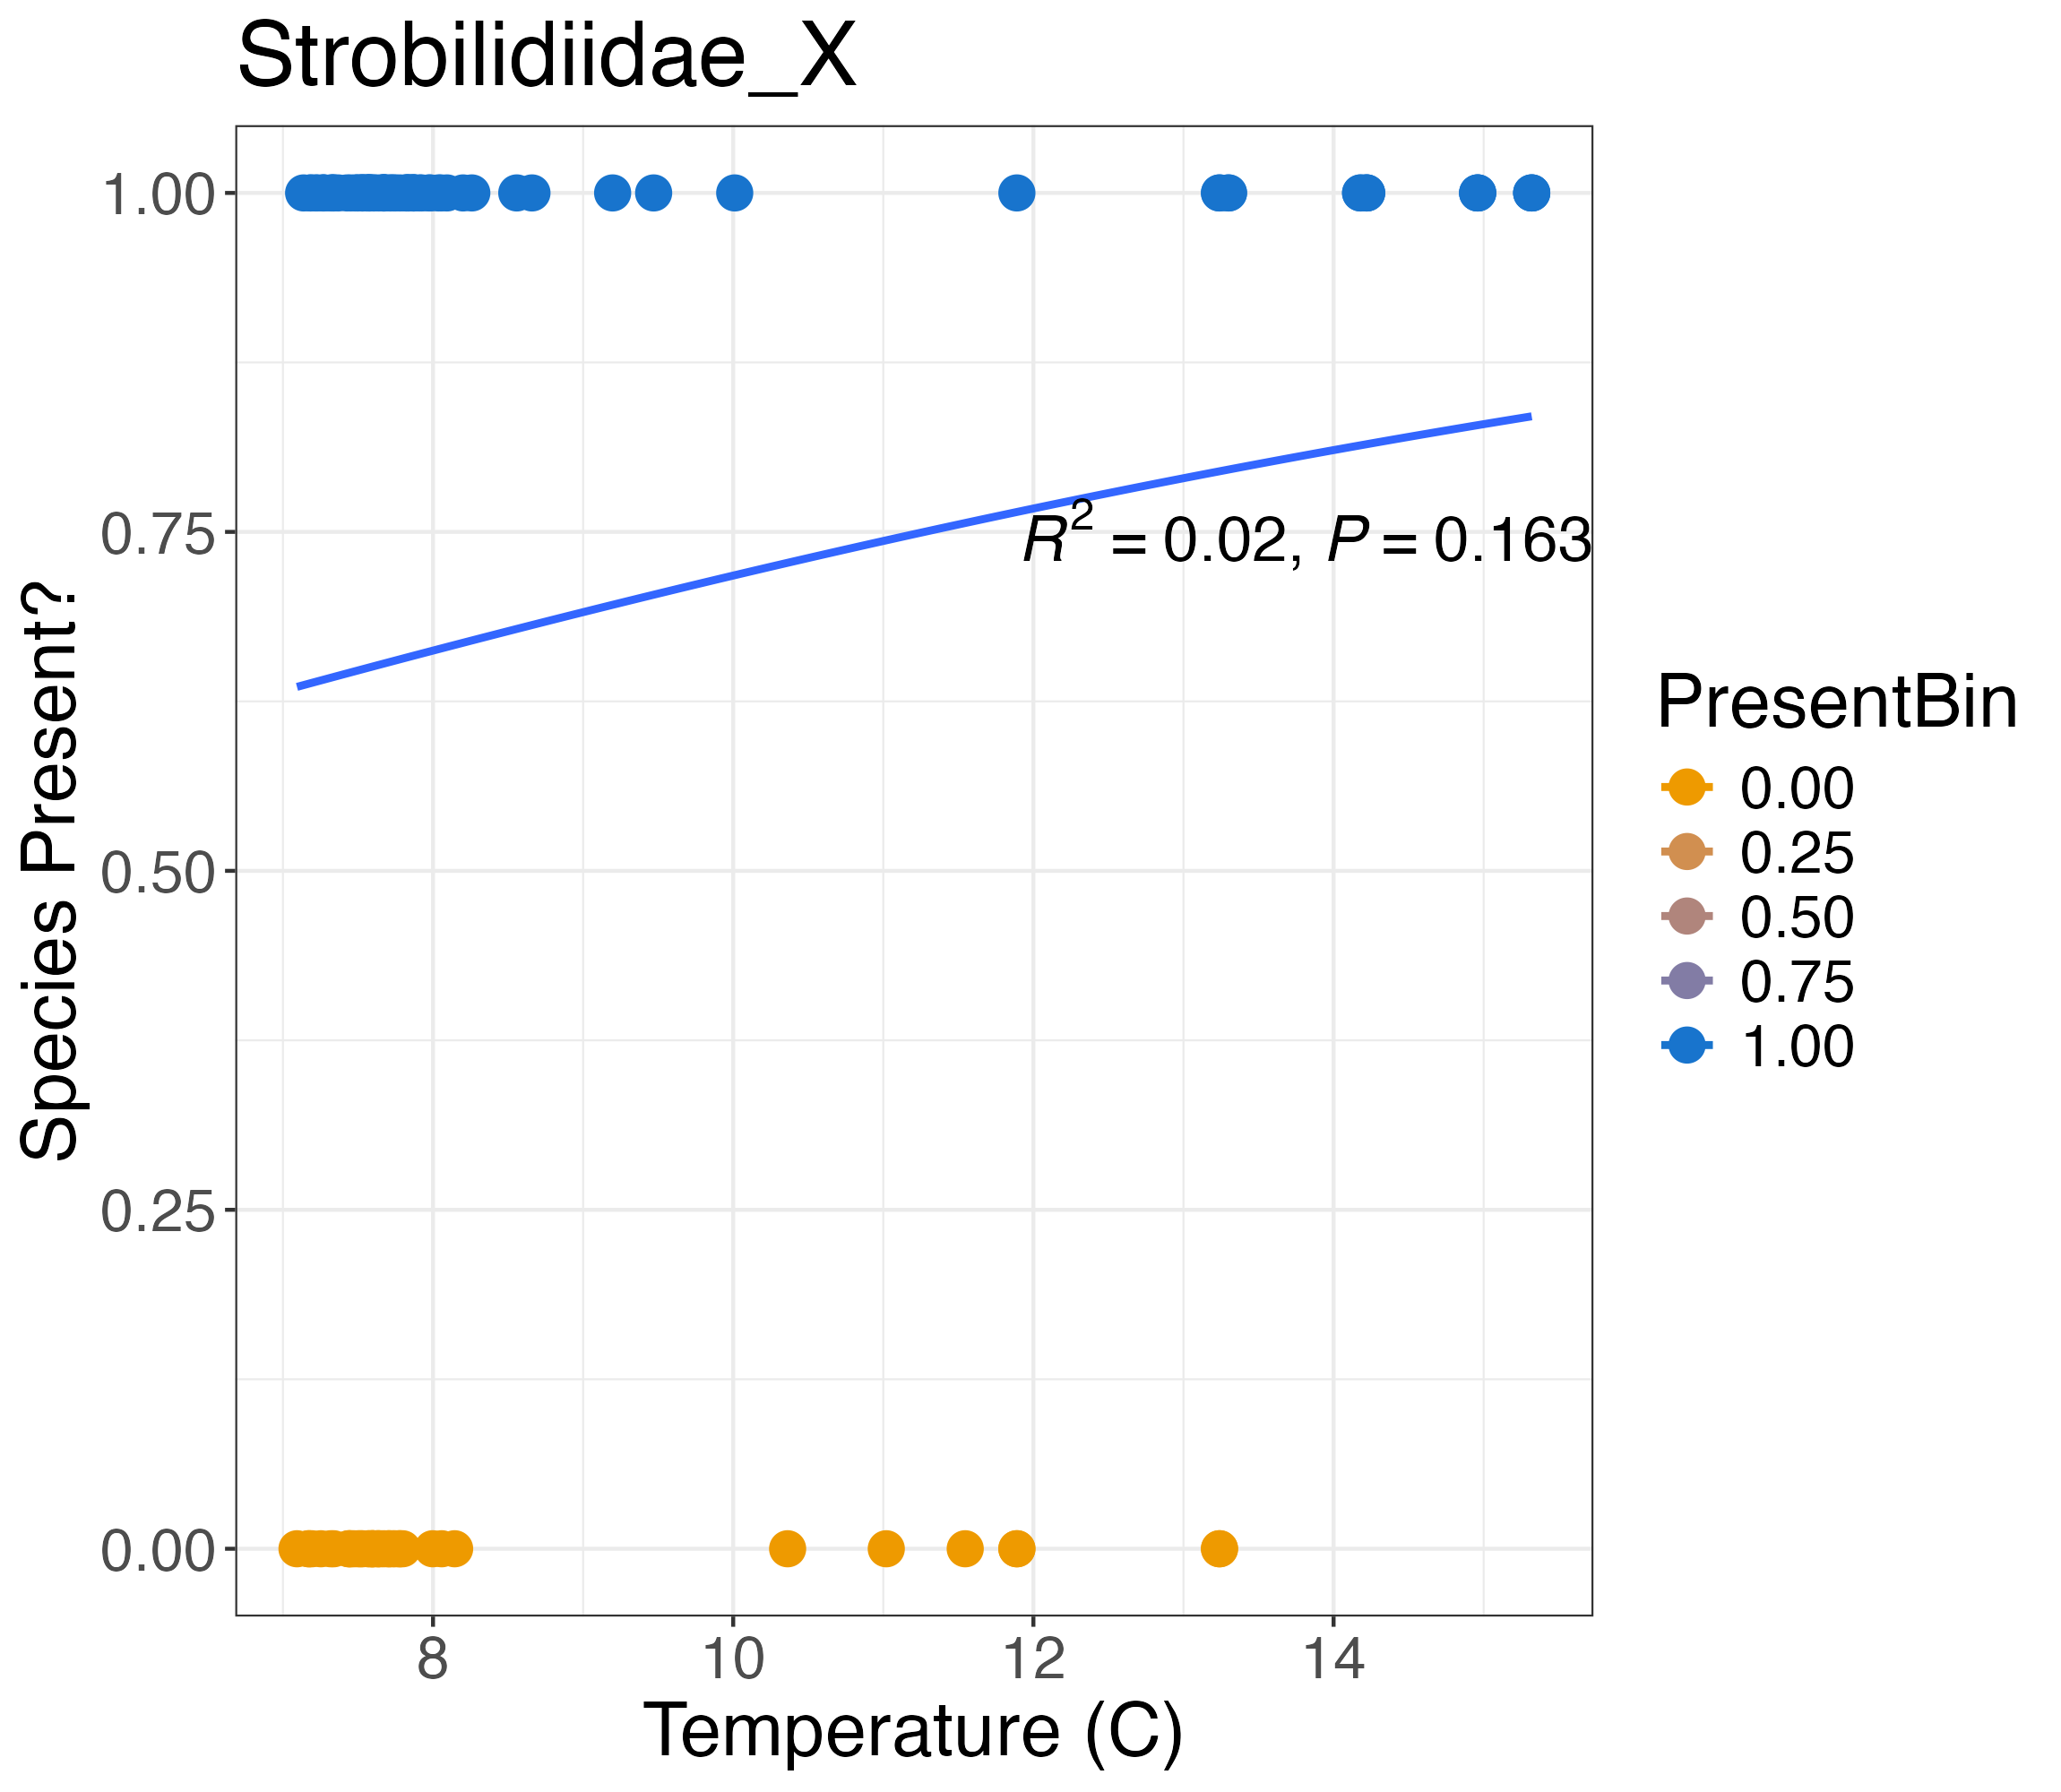 Strobilidiidae_X
1.00
0.75
0.50
0.25
0.00
Species Present?
R² = 0.02, P = 0.163
8 10 12 14
Temperature (C)
PresentBin
0.00
0.25
0.50
0.75
1.00